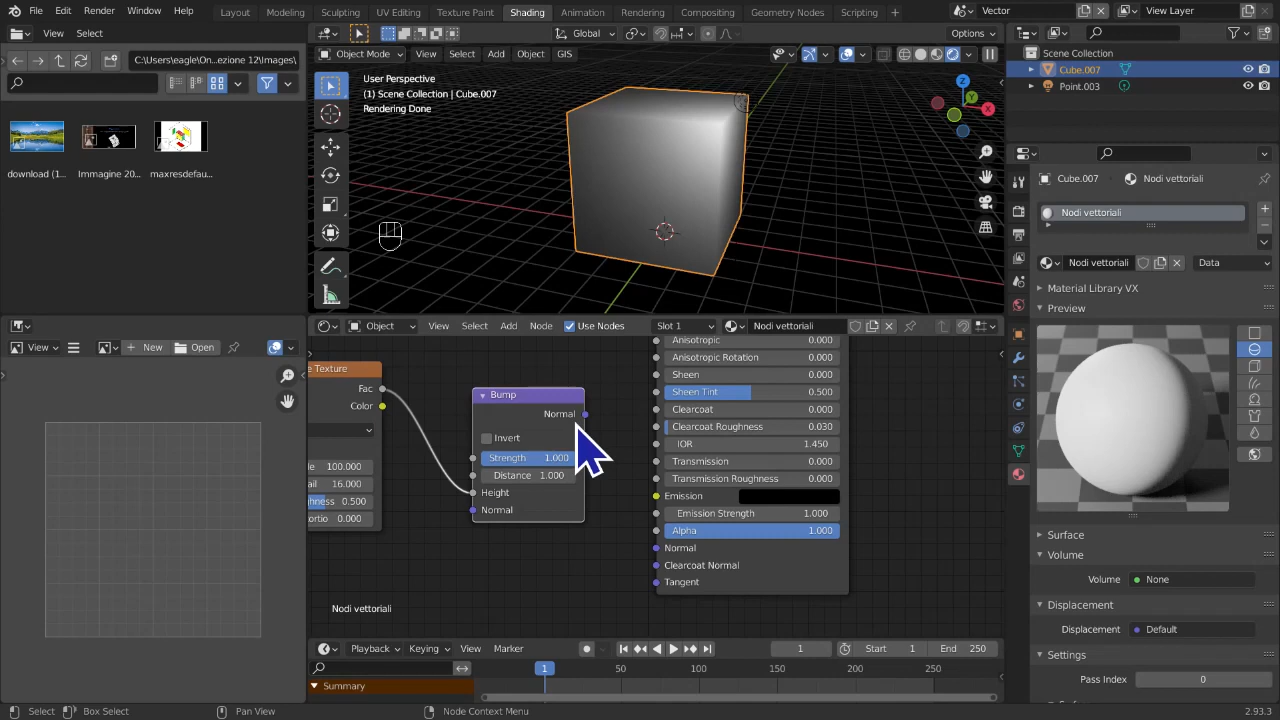 File Edit Render Window Help Layout Modeling Sculpting UV Editing Texture Paint Shading Animation Rendering Compositing Geometry Nodes Scripting + Vector View Layer
View Select Global Options
C:\Users\eagle\On...ezione 12\Images\ Object Mode View Select Add Object GIS Scene Collection
Cube.007
User Perspective
(1) Scene Collection | Cube.007
Rendering Done
Point.003
Z
Y
X
download (1... Immagine 20... maxresdefau...
Cube.007 Nodi vettoriali
Nodi vettoriali
Nodi vettoriali Data
Material Library VX
Preview
Object View Select Add Node Use Nodes Slot 1 Nodi vettoriali
View New Open
e Texture
Fac
Color
le 100.000
ail 16.000
ghness 0.500
stortio 0.000
Bump
Normal
Invert
Strength 1.000
Distance 1.000
Height
Normal
Anisotropic 0.000
Anisotropic Rotation 0.000
Sheen 0.000
Sheen Tint 0.500
Clearcoat 0.000
Clearcoat Roughness 0.030
IOR 1.450
Transmission 0.000
Transmission Roughness 0.000
Emission
Emission Strength 1.000
Alpha 1.000
Normal
Clearcoat Normal
Tangent
Nodi vettoriali
Surface
Volume
Volume None
Displacement
Displacement Default
Settings
Pass Index 0
Playback Keying View Marker 1 Start 1 End 250
1 50 100 150 200 250
Summary
Select Box Select Pan View Node Context Menu 2.93.3